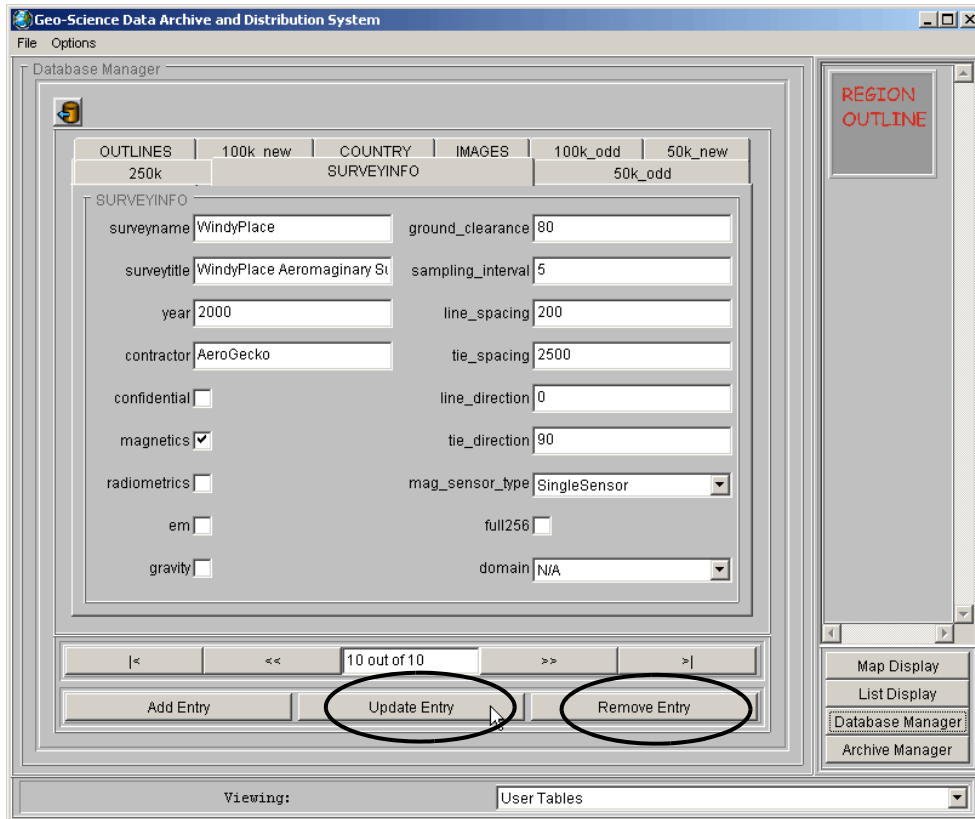 Geo-Science Data Archive and Distribution System
File Options
Database Manager
OUTLINES 100k_new COUNTRY IMAGES 100k_odd 50k_new
250k SURVEYINFO 50k_odd
SURVEYINFO
surveyname WindyPlace ground_clearance 80
surveytitle WindyPlace Aeromaginary Su sampling_interval 5
year 2000 line_spacing 200
contractor AeroGecko tie_spacing 2500
confidential line_direction 0
magnetics tie_direction 90
radiometrics mag_sensor_type SingleSensor
em full256
gravity domain N/A
|< << 10 out of 10 >> >|
Add Entry Update Entry Remove Entry
REGION
OUTLINE
Map Display
List Display
Database Manager
Archive Manager
Viewing: User Tables